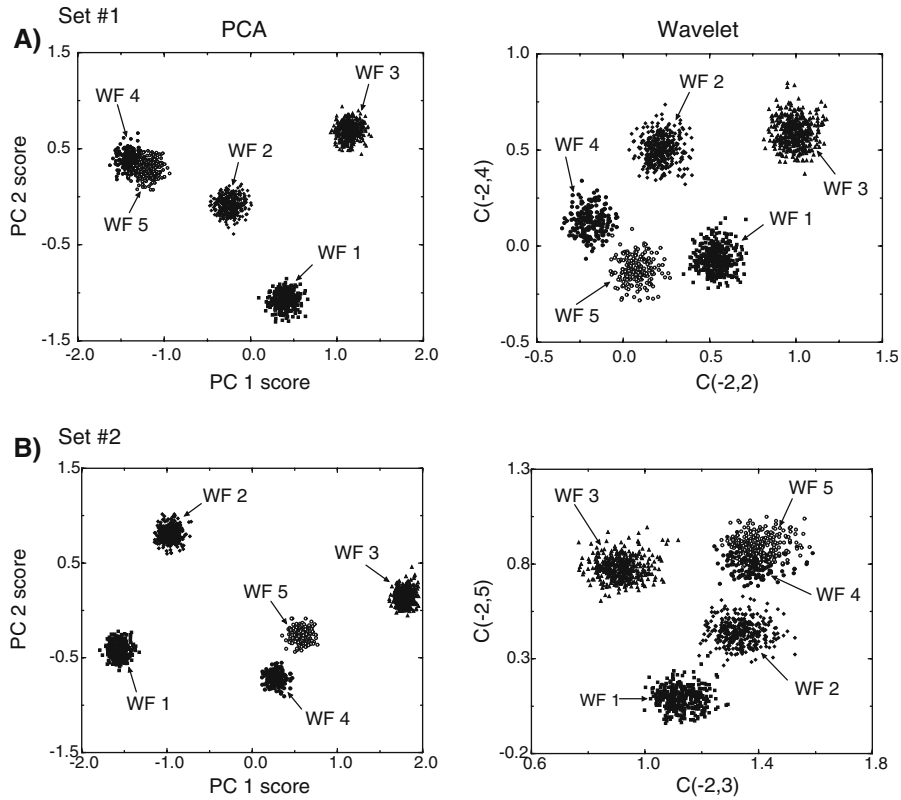 Set #1
A)
PCA
Wavelet
1.5
0.5
-0.5
-1.5
PC 2 score
WF 4
WF 3
WF 2
WF 5
WF 1
-2.0
-1.0
0.0
1.0
2.0
PC 1 score
1.0
0.5
0.0
-0.5
C(-2,4)
WF 2
WF 4
WF 3
WF 1
WF 5
-0.5
0.0
0.5
1.0
1.5
C(-2,2)
Set #2
B)
1.5
0.5
-0.5
-1.5
PC 2 score
WF 2
WF 3
WF 5
WF 1
WF 4
-2.0
-1.0
0.0
1.0
2.0
PC 1 score
1.3
0.8
0.3
-0.2
C(-2,5)
WF 3
WF 5
WF 4
WF 2
WF 1
0.6
1.0
1.4
1.8
C(-2,3)